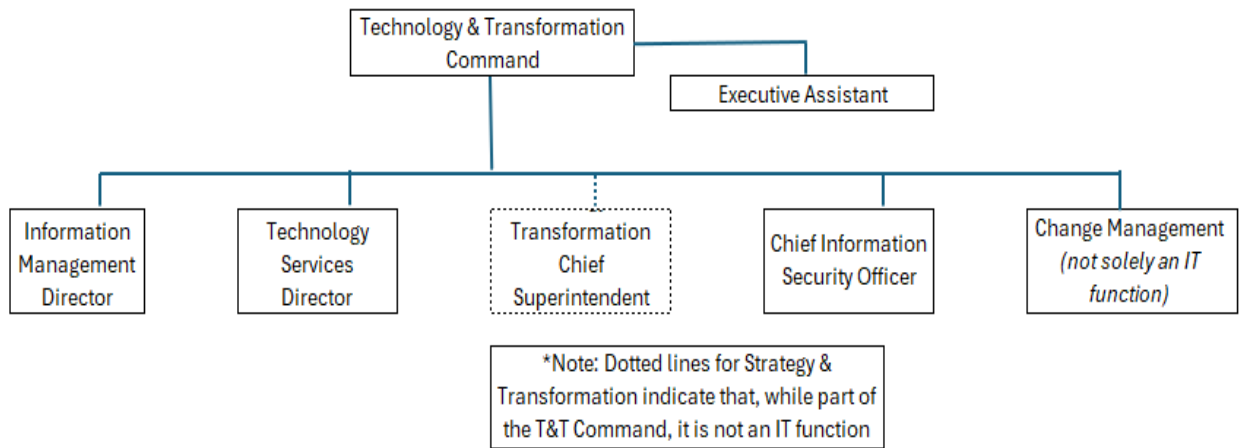 Technology & Transformation
Command
Executive Assistant
Information
Management
Director
Technology
Services
Director
Transformation
Chief
Superintendent
Chief Information
Security Officer
Change Management
(not solely an IT
function)
*Note: Dotted lines for Strategy &
Transformation indicate that, while part of
the T&T Command, it is not an IT function